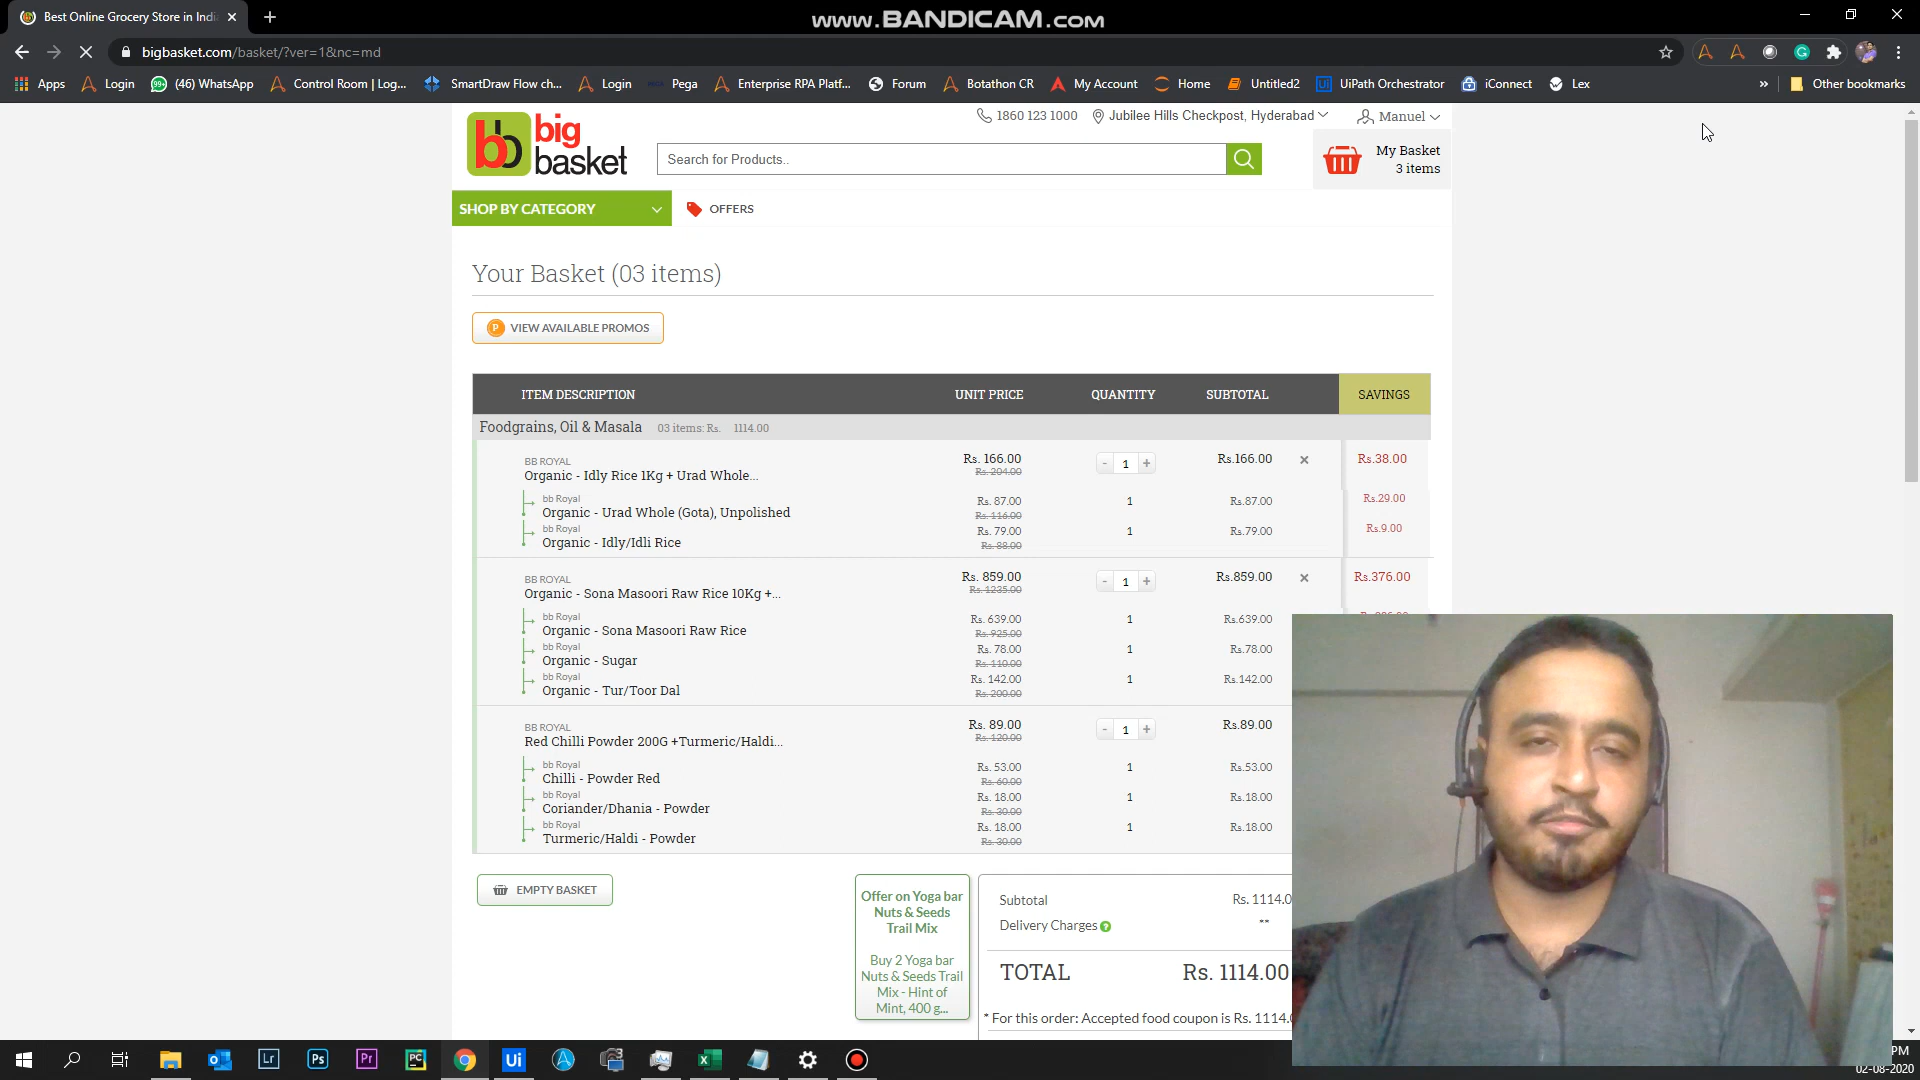 Best Online Grocery Store in Indi
www.BANDICAM.com
bigbasket.com/basket/?ver=1&nc=md
Apps
Login
(46) WhatsApp
Control Room | Log...
SmartDraw Flow ch...
Login
Pega
Enterprise RPA Platf...
Forum
Botathon CR
My Account
Home
Untitled2
UiPath Orchestrator
iConnect
Lex
»
Other bookmarks
bb big basket
1860 123 1000
Jubilee Hills Checkpost, Hyderabad
Manuel
Search for Products..
My Basket
3 items
SHOP BY CATEGORY
OFFERS
Your Basket (03 items)
P VIEW AVAILABLE PROMOS
ITEM DESCRIPTION UNIT PRICE QUANTITY SUBTOTAL SAVINGS
Foodgrains, Oil & Masala 03 items: Rs. 1114.00
BB ROYAL
Organic - Idly Rice 1Kg + Urad Whole... Rs. 166.00 - 1 + Rs.166.00 × Rs.38.00
Rs. 204.00
bb Royal
Organic - Urad Whole (Gota), Unpolished Rs. 87.00 1 Rs.87.00 Rs.29.00
Rs. 116.00
bb Royal
Organic - Idly/Idli Rice Rs. 79.00 1 Rs.79.00 Rs.9.00
Rs. 88.00
BB ROYAL
Organic - Sona Masoori Raw Rice 10Kg +... Rs. 859.00 - 1 + Rs.859.00 × Rs.376.00
Rs. 1235.00
bb Royal
Organic - Sona Masoori Raw Rice Rs. 639.00 1 Rs.639.00
Rs. 925.00
bb Royal
Organic - Sugar Rs. 78.00 1 Rs.78.00
Rs. 110.00
bb Royal
Organic - Tur/Toor Dal Rs. 142.00 1 Rs.142.00
Rs. 200.00
BB ROYAL
Red Chilli Powder 200G +Turmeric/Haldi... Rs. 89.00 - 1 + Rs.89.00
Rs. 120.00
bb Royal
Chilli - Powder Red Rs. 53.00 1 Rs.53.00
Rs. 60.00
bb Royal
Coriander/Dhania - Powder Rs. 18.00 1 Rs.18.00
Rs. 30.00
bb Royal
Turmeric/Haldi - Powder Rs. 18.00 1 Rs.18.00
Rs. 30.00
EMPTY BASKET
Offer on Yoga bar
Nuts & Seeds
Trail Mix
Buy 2 Yoga bar
Nuts & Seeds Trail
Mix - Hint of
Mint, 400 g...
Subtotal Rs. 1114.0
Delivery Charges ? **
TOTAL Rs. 1114.00
* For this order: Accepted food coupon is Rs. 1114.
Lr
Ps
Pr
PC
Ui
PM
02-08-2020